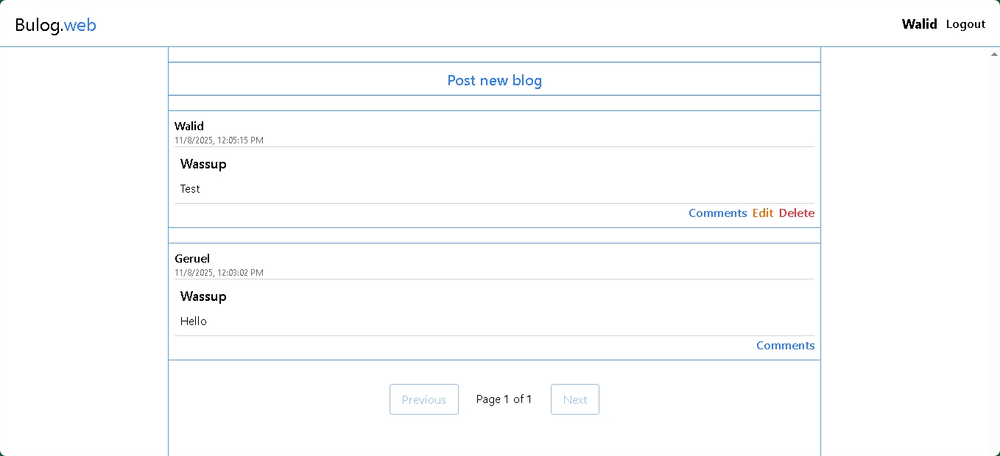 Bulog.web
Walid Logout
Post new blog
Walid
11/8/2025, 12:05:15 PM
Wassup
Test
Comments Edit Delete
Geruel
11/8/2025, 12:03:02 PM
Wassup
Hello
Comments
Previous Page 1 of 1 Next